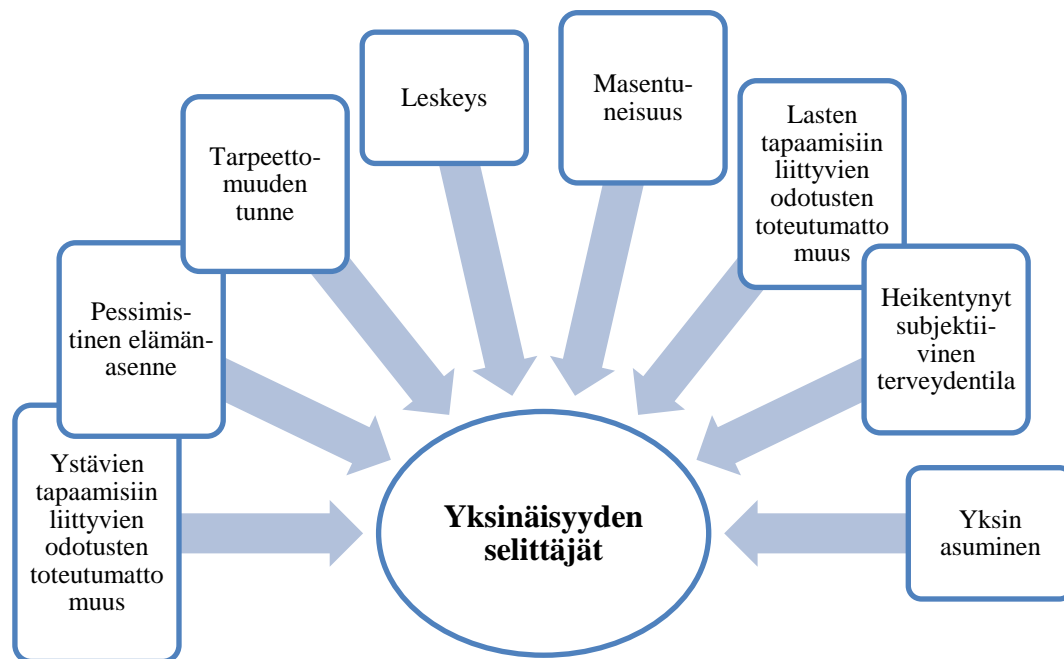 Leskeys
Masentu-
neisuus
Tarpeetto-
muuden
tunne
Lasten
tapaamisiin
liittyvien
odotusten
toteutumatto
muus
Pessimis-
tinen elämän-
asenne
Heikentynyt
subjektii-
vinen
terveydentila
Ystävien
tapaamisiin
liittyvien
odotusten
toteutumatto
muus
Yksinäisyyden
selittäjät
Yksin
asuminen